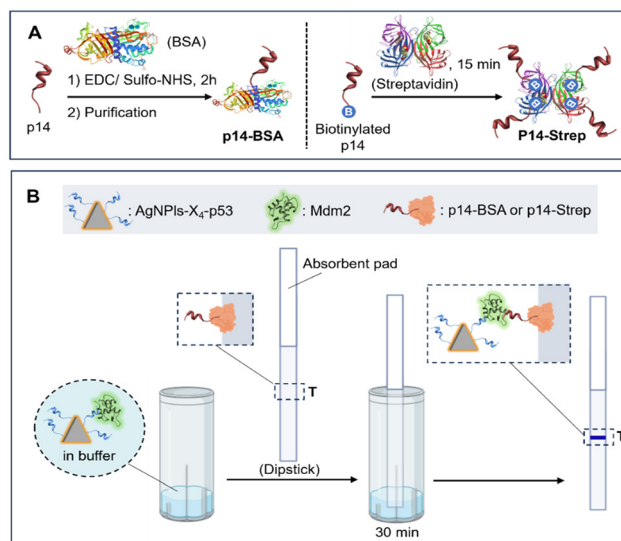 A
(BSA)
1) EDC/ Sulfo-NHS, 2h
2) Purification
p14
p14-BSA
, 15 min
(Streptavidin)
B
Biotinylated
p14
B B
B B
P14-Strep
B
: AgNPls-X₄-p53
: Mdm2
: p14-BSA or p14-Strep
Absorbent pad
T
in buffer
(Dipstick)
30 min
T